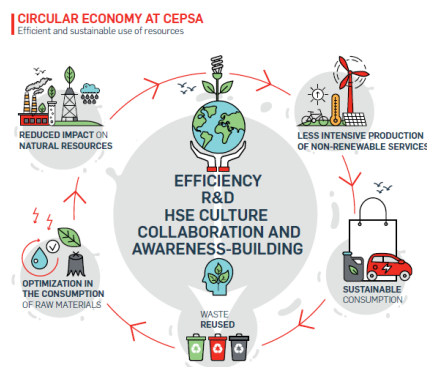 CIRCULAR ECONOMY AT CEPSA
Efficient and sustainable use of resources
REDUCED IMPACT ON
NATURAL RESOURCES
LESS INTENSIVE PRODUCTION
OF NON-RENEWABLE SERVICES
EFFICIENCY
R&D
HSE CULTURE
COLLABORATION AND
AWARENESS-BUILDING
OPTIMIZATION IN
THE CONSUMPTION
OF RAW MATERIALS
SUSTAINABLE
CONSUMPTION
WASTE
REUSED